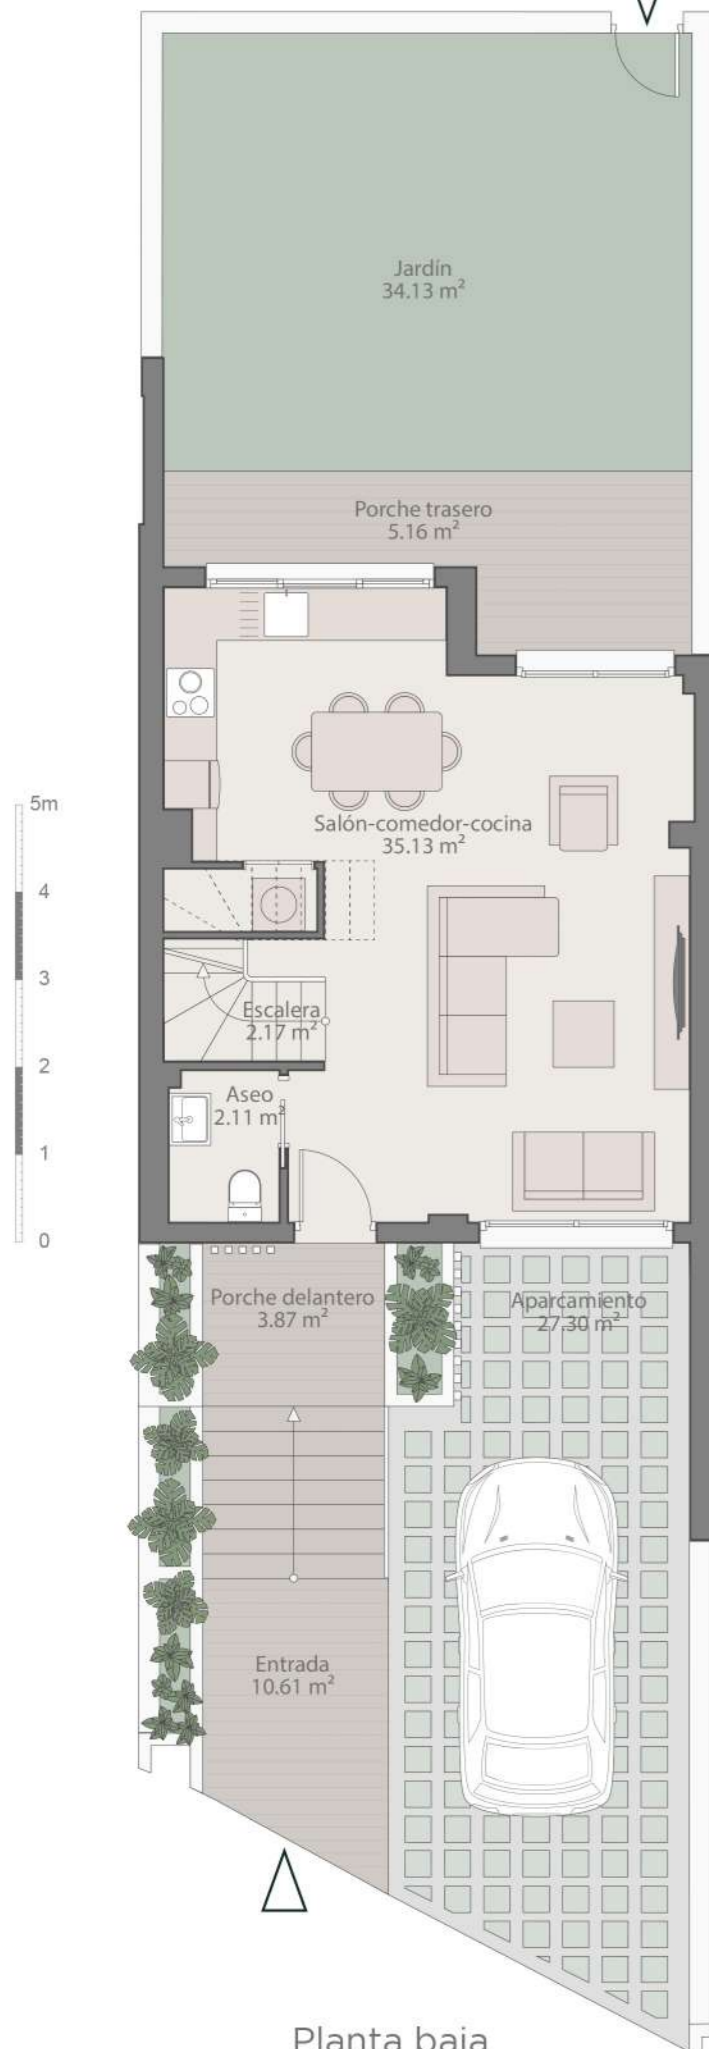 Jardín
34.13 m²
Porche trasero
5.16 m²
Salón-comedor-cocina
35.13 m²
5m
4
3
2
1
0
Escalera
2.17 m²
Aseo
2.11 m²
Porche delantero
3.87 m²
Aparcamiento
27.30 m²
Entrada
10.61 m²
Planta baja